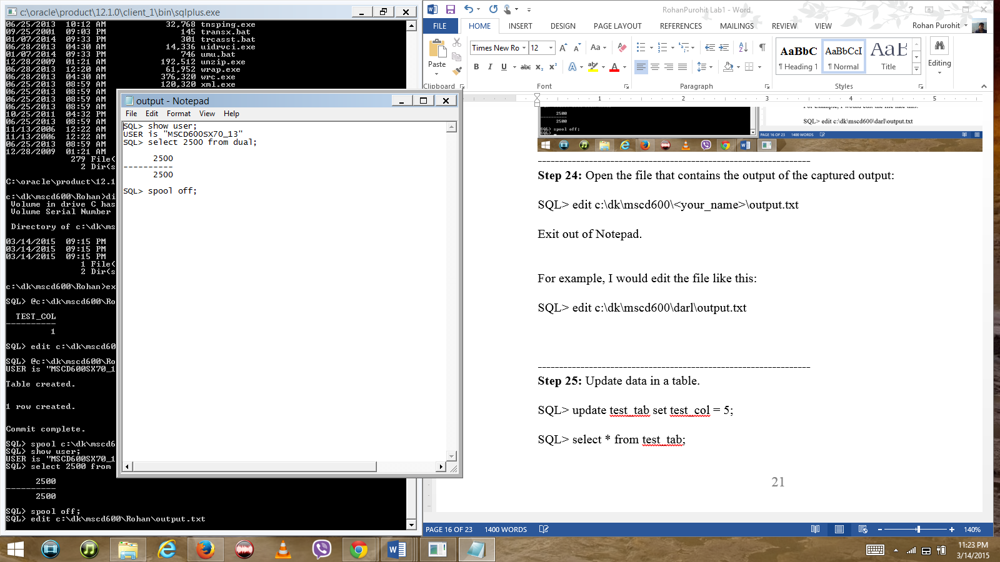 c:\oracle\product\12.1.0\client_1\bin\sqlplus.exe
06/25/2013  10:12 AM            32,768 tnsping.exe
09/25/2001  09:03 PM               145 transx.bat
01/07/2014  09:33 PM               301 trcasst.bat
06/28/2013  04:30 AM            14,336 uidrvci.exe
01/07/2014  09:33 PM               746 umu.bat
12/28/2009  01:21 AM           192,512 unzip.exe
06/28/2013  12:20 AM            61,952 wrap.exe
06/28/2013  04:30 AM           376,320 wrc.exe
06/25/2013  08:59 AM           120,320 xml.exe
06/25/2013  08:59 AM
06/25/2013  08:59 AM
06/25/2013  08:59 AM
10/25/2011  04:32 PM
06/25/2013  08:59 AM
11/13/2006  12:22 AM
11/13/2006  12:22 AM
06/25/2013  08:59 AM
12/28/2009  01:21 AM
279 File(
2 Dir(s
C:\oracle\product\12.1
c:\dk\mscd600\Rohan>di
Volume in drive C has
Volume Serial Number
Directory of c:\dk\ms
03/14/2015  09:15 PM
03/14/2015  09:15 PM
03/14/2015  09:15 PM
1 File(
2 Dir(s
c:\dk\mscd600\Rohan>ex
SQL> @c:\dk\mscd600\Ro
TEST_COL
----------
1
SQL> edit c:\dk\mscd60
SQL> @c:\dk\mscd600\Ro
USER is "MSCD600SX70_1
Table created.
1 row created.
Commit complete.
SQL> spool c:\dk\mscd6
SQL> show user;
USER is "MSCD600SX70_1
SQL> select 2500 from
2500
----------
2500
SQL> spool off;
SQL> edit c:\dk\mscd600\Rohan\output.txt
output - Notepad
File Edit Format View Help
SQL> show user;
USER is "MSCD600SX70_13"
SQL> select 2500 from dual;
2500
----------
2500
SQL> spool off;
RohanPurohit Lab1 - Word
FILE HOME INSERT DESIGN PAGE LAYOUT REFERENCES MAILINGS REVIEW VIEW Rohan Purohit
Paste
Clipboard
Times New Ro 12
Font
Paragraph
AaBbC AaBbCcI AaB
¶ Heading 1 ¶ Normal Title
Styles
Editing
1 2 3 4 5
2500
----------
2500
SQL> spool off;
SQL>
For example, I would edit the file like this:
SQL> edit c:\dk\mscd600\darl\output.txt
PAGE 16 OF 23 1400 WORDS
Step 24: Open the file that contains the output of the captured output:
SQL> edit c:\dk\mscd600\<your_name>\output.txt
Exit out of Notepad.
For example, I would edit the file like this:
SQL> edit c:\dk\mscd600\darl\output.txt
Step 25: Update data in a table.
SQL> update test_tab set test_col = 5;
SQL> select * from test_tab;
21
PAGE 16 OF 23 1400 WORDS 140%
11:23 PM
3/14/2015